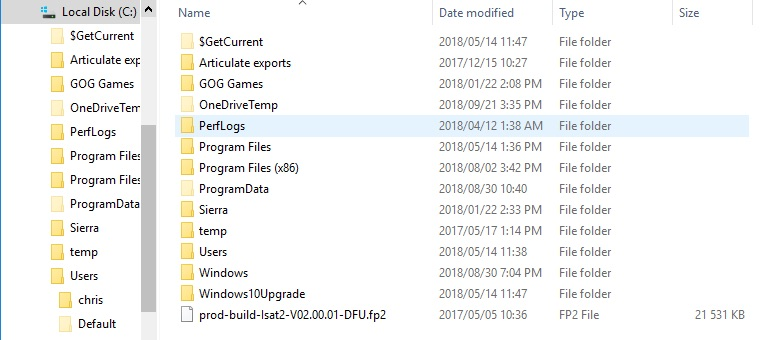 Local Disk (C:)
$GetCurrent
Articulate exp
GOG Games
OneDriveTem
PerfLogs
Program Files
Program Files
ProgramData
Sierra
temp
Users
chris
Default
Name Date modified Type Size
$GetCurrent 2018/05/14 11:47 File folder
Articulate exports 2017/12/15 10:27 File folder
GOG Games 2018/01/22 2:08 PM File folder
OneDriveTemp 2018/09/21 3:35 PM File folder
PerfLogs 2018/04/12 1:38 AM File folder
Program Files 2018/05/14 1:36 PM File folder
Program Files (x86) 2018/08/02 3:42 PM File folder
ProgramData 2018/08/30 10:40 File folder
Sierra 2018/01/22 2:33 PM File folder
temp 2017/05/17 1:14 PM File folder
Users 2018/05/14 11:38 File folder
Windows 2018/08/30 7:04 PM File folder
Windows10Upgrade 2018/05/14 11:47 File folder
prod-build-lsat2-V02.00.01-DFU.fp2 2017/05/05 10:36 FP2 File 21 531 KB